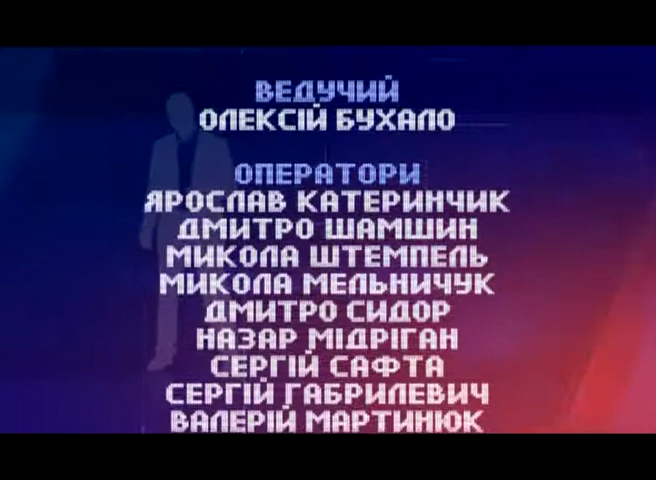 ВЕДУЧИЙ
ОЛЕКСІЙ БУХАЛО
ОПЕРАТОРИ
ЯРОСЛАВ КАТЕРИНЧИК
ДМИТРО ШАМШИН
МИКОЛА ШТЕМПЕЛЬ
МИКОЛА МЕЛЬНИЧУК
ДМИТРО СИДОР
НАЗАР МІДРІГАН
СЕРГІЙ САФТА
СЕРГІЙ ГАБРИЛЕВИЧ
ВАЛЕРІЙ МАРТИНЮК